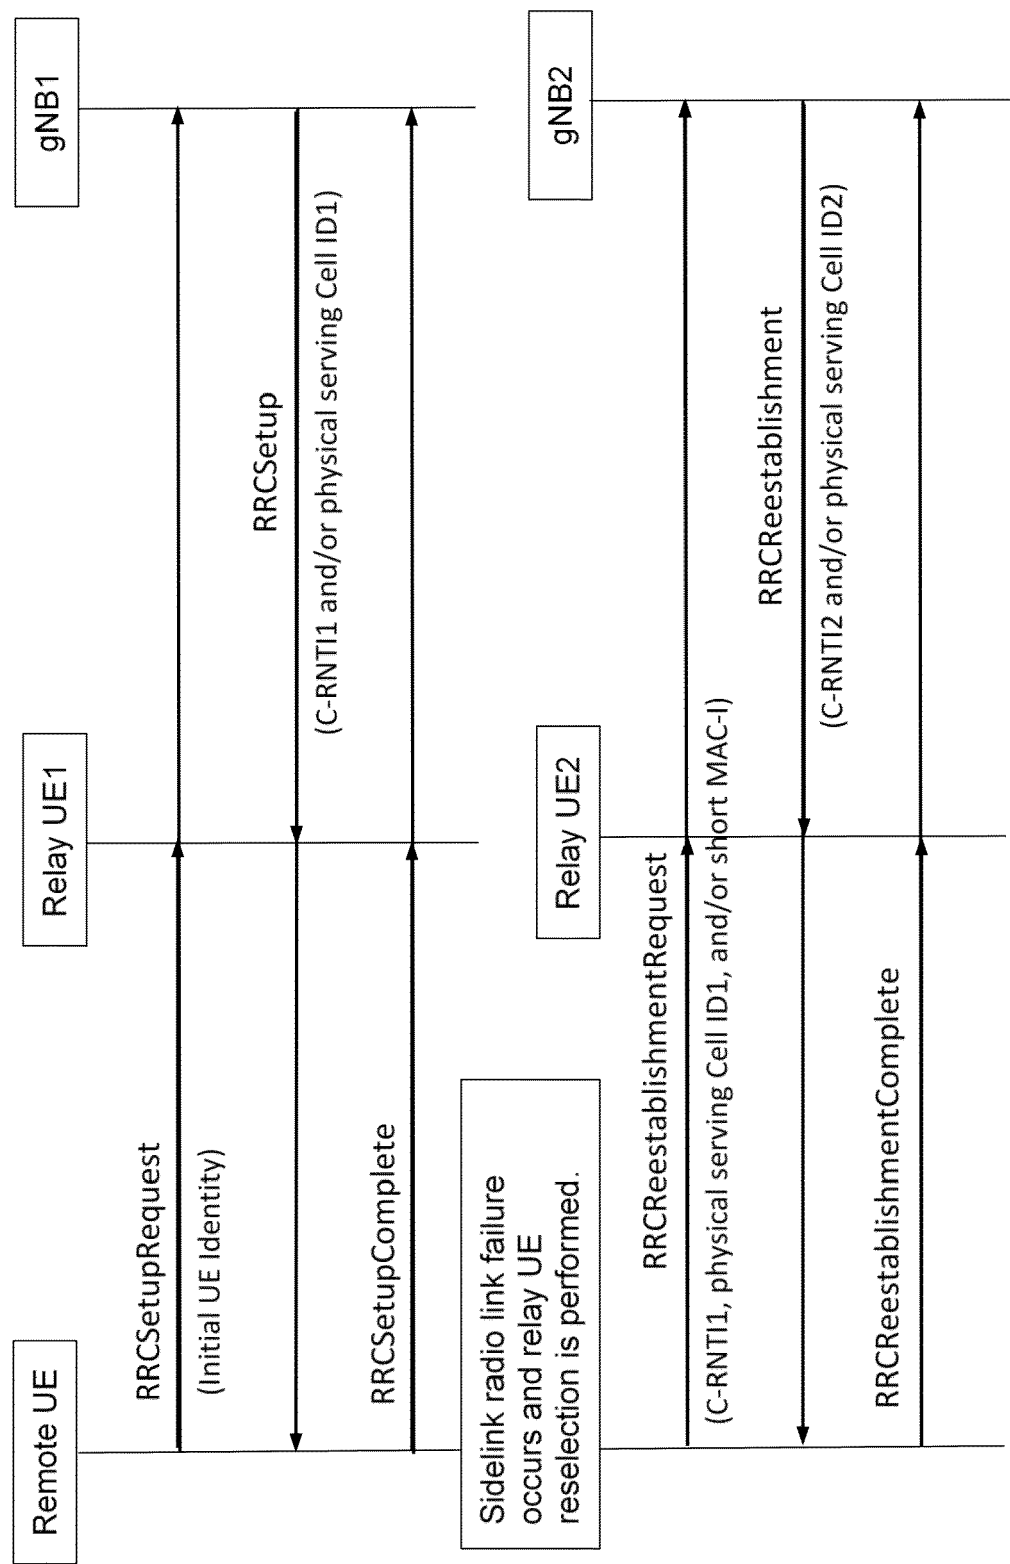 Remote UE
Relay UE1
gNB1
RRCSetupRequest
(Initial UE Identity)
RRCSetup
(C-RNTI1 and/or physical serving Cell ID1)
RRCSetupComplete
Sidelink radio link failure
occurs and relay UE
reselection is performed.
Relay UE2
gNB2
RRCReestablishmentRequest
(C-RNTI1, physical serving Cell ID1, and/or short MAC-I)
RRCReestablishment
(C-RNTI2 and/or physical serving Cell ID2)
RRCReestablishmentComplete